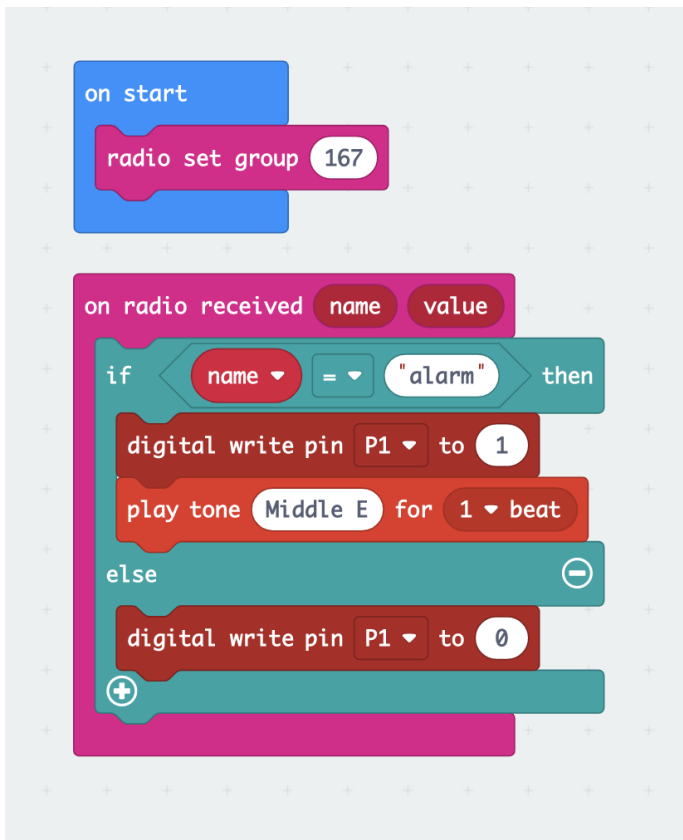 on start
radio set group 167
on radio received name value
if name = "alarm" then
digital write pin P1 to 1
play tone Middle E for 1 beat
else
digital write pin P1 to 0